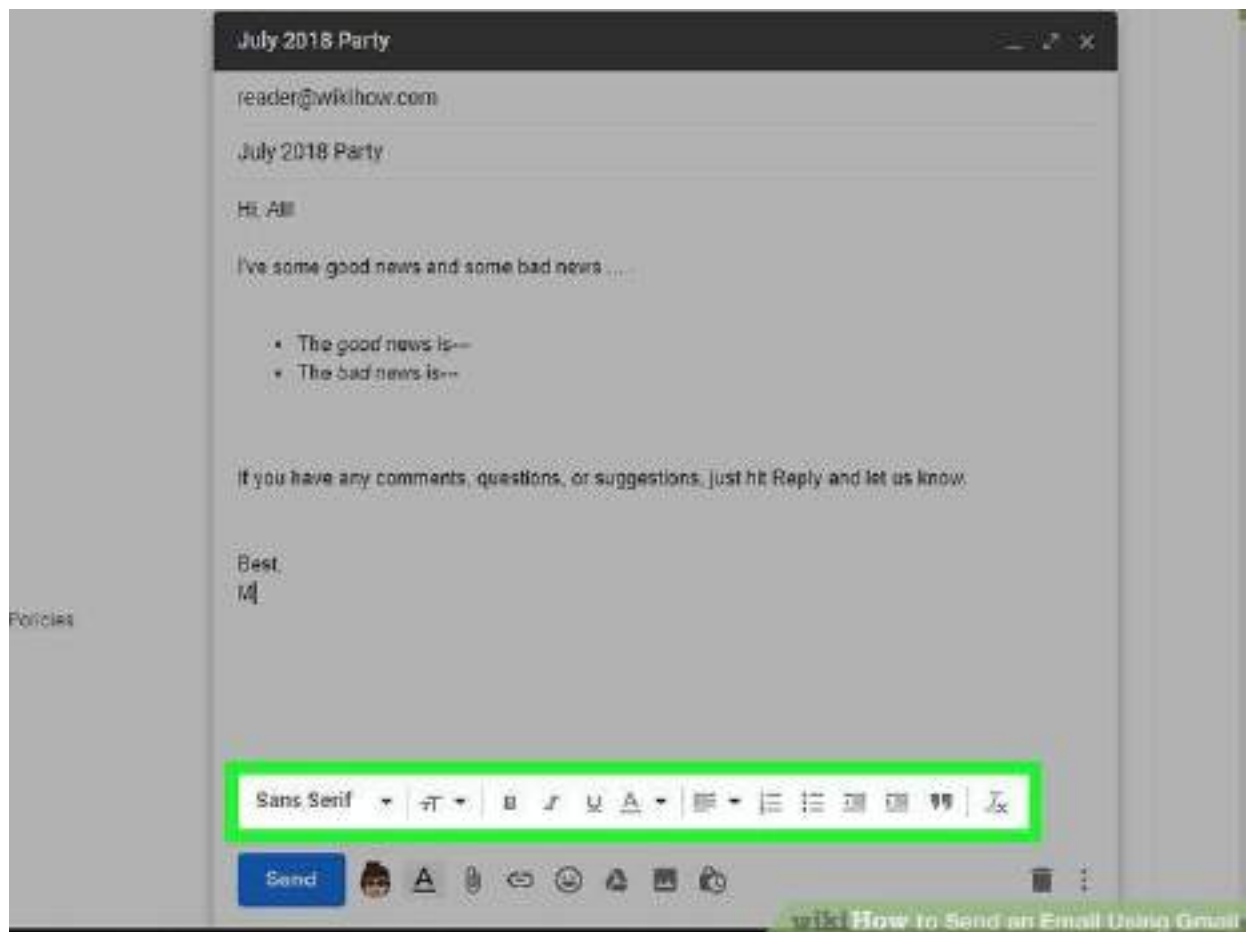 July 2018 Party
reader@wikihow.com
July 2018 Party
Hi, All!
I've some good news and some bad news .....
• The good news is---
• The bad news is---
If you have any comments, questions, or suggestions, just hit Reply and let us know.
Best,
M
Policies
Sans Serif
Send
wikiHow to Send an Email Using Gmail